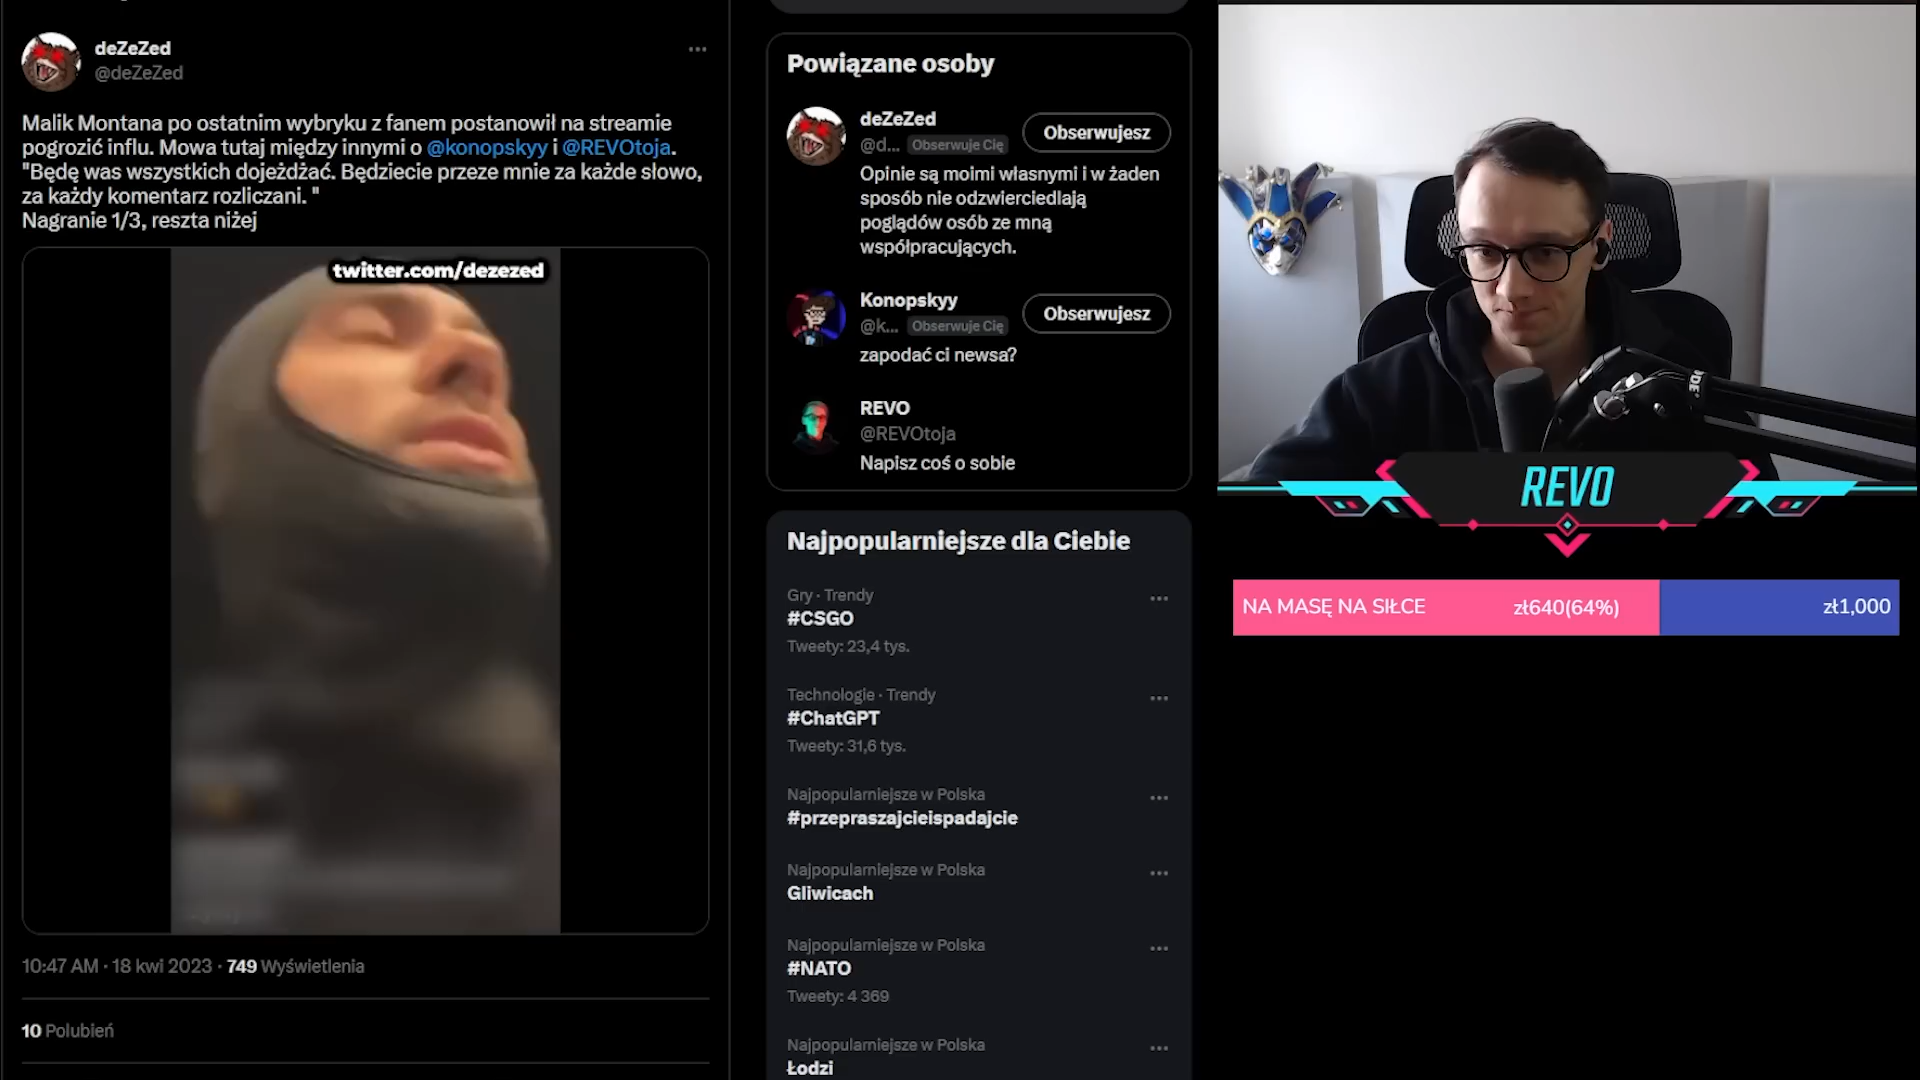 deZeZed
@deZeZed
Malik Montana po ostatnim wybryku z fanem postanowił na streamie
pogrozić influ. Mowa tutaj między innymi o @konopskyy i @REVOtoja.
"Będę was wszystkich dojeżdżać. Będziecie przeze mnie za każde słowo,
za każdy komentarz rozliczani. "
Nagranie 1/3, reszta niżej
twitter.com/dezezed
10:47 AM · 18 kwi 2023 · 749 Wyświetlenia
10 Polubień
Powiązane osoby
deZeZed
@d... Obserwuje Cię
Obserwujesz
Opinie są moimi własnymi i w żaden
sposób nie odzwierciedlają
poglądów osób ze mną
współpracujących.
Konopskyy
@k... Obserwuje Cię
Obserwujesz
zapodać ci newsa?
REVO
@REVOtoja
Napisz coś o sobie
Najpopularniejsze dla Ciebie
Gry · Trendy
#CSGO
Tweety: 23,4 tys.
Technologie · Trendy
#ChatGPT
Tweety: 31,6 tys.
Najpopularniejsze w Polska
#przepraszajcieispadajcie
Najpopularniejsze w Polska
Gliwicach
Najpopularniejsze w Polska
#NATO
Tweety: 4 369
Najpopularniejsze w Polska
Łodzi
REVO
NA MASĘ NA SIŁCE zł640(64%) zł1,000